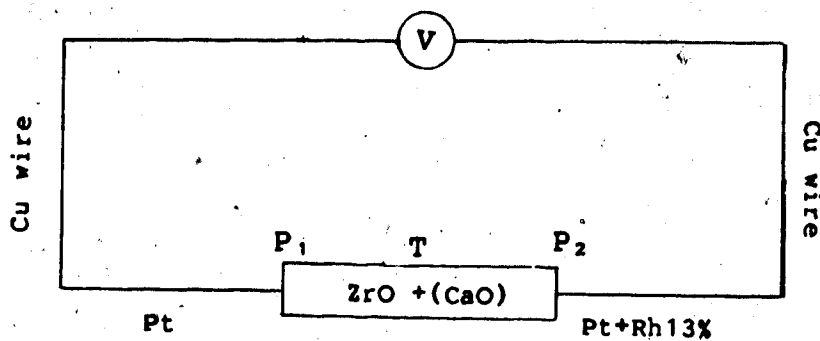 V
Cu wire
Cu wire
P₁ T P₂
ZrO +(CaO)
Pt Pt+Rh13%